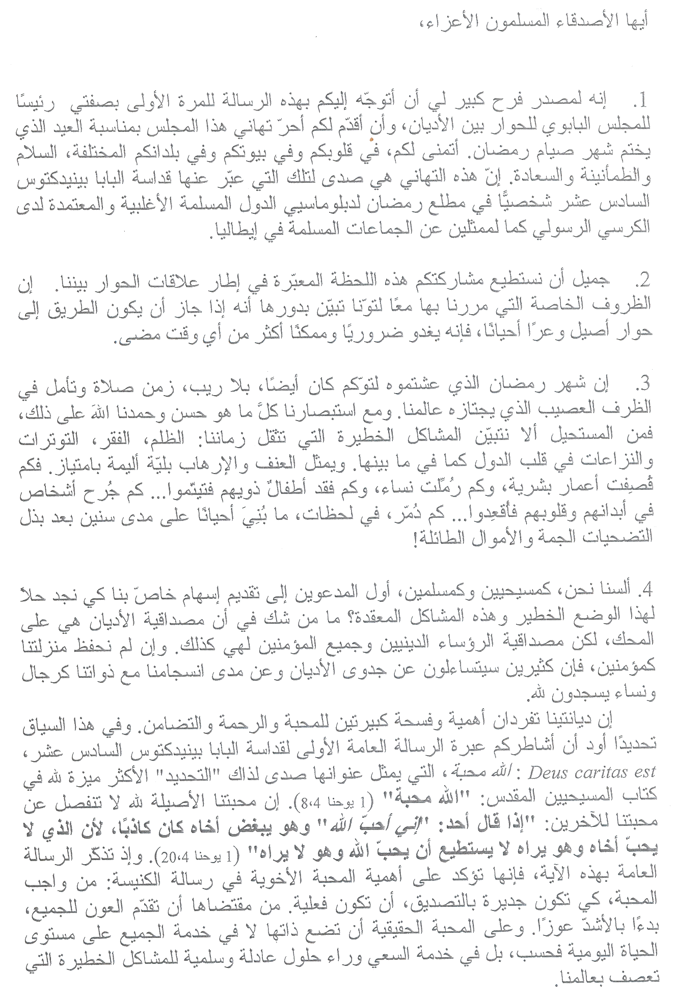 أيها الأصدقاء المسلمون الأعزاء،
1. إنه لمصدر فرح كبير لي أن أتوجّه إليكم بهذه الرسالة للمرة الأولى بصفتي رئيسًا
للمجلس البابوي للحوار بين الأديان، وأن أقدّم لكم أحرّ تهاني هذا المجلس بمناسبة العيد الذي
يختم شهر صيام رمضان. أتمنى لكم، في قلوبكم وفي بيوتكم وفي بلدانكم المختلفة، السلام
والطمأنينة والسعادة. إنّ هذه التهاني هي صدى لتلك التي عبّر عنها قداسة البابا بينيدكتوس
السادس عشر شخصيًّا في مطلع رمضان لدبلوماسيي الدول المسلمة الأغلبية والمعتمدة لدى
الكرسي الرسولي كما لممثلين عن الجماعات المسلمة في إيطاليا.
2. جميل أن نستطيع مشاركتكم هذه اللحظة المعبّرة في إطار علاقات الحوار بيننا. إن
الظروف الخاصة التي مررنا بها معًا لتوّنا تبيّن بدورها أنه إذا جاز أن يكون الطريق إلى
حوار أصيل وعرًا أحيانًا، فإنه يغدو ضروريًا وممكنًا أكثر من أي وقت مضى.
3. إن شهر رمضان الذي عشتموه لتوّكم كان أيضًا، بلا ريب، زمن صلاة وتأمل في
الظرف العصيب الذي يجتازه عالمنا. ومع استبصارنا كلَّ ما هو حسن وحمدنا اللهَ على ذلك،
فمن المستحيل ألا نتبيّن المشاكل الخطيرة التي تثقل زماننا: الظلم، الفقر، التوترات
والنزاعات في قلب الدول كما في ما بينها. ويمثل العنف والإرهاب بليّة أليمة بامتياز. فكم
قُصِفت أعمار بشرية، وكم رُمِّلت نساء، وكم فقد أطفالٌ ذويهم فتيتّموا... كم جُرح أشخاص
في أبدانهم وقلوبهم فأقعِدوا... كم دُمّر، في لحظات، ما بُنِيَ أحيانًا على مدى سنين بعد بذل
التضحيات الجمة والأموال الطائلة!
4. ألسنا نحن، كمسيحيين وكمسلمين، أول المدعوين إلى تقديم إسهام خاصّ بنا كي نجد حلاً
لهذا الوضع الخطير وهذه المشاكل المعقدة؟ ما من شك في أن مصداقية الأديان هي على
المحك، لكن مصداقية الرؤساء الدينيين وجميع المؤمنين لهي كذلك. وإن لم نحفظ منزلتنا
كمؤمنين، فإن كثيرين سيتساءلون عن جدوى الأديان وعن مدى انسجامنا مع ذواتنا كرجال
ونساء يسجدون لله.
إن ديانتينا تفردان أهمية وفسحة كبيرتين للمحبة والرحمة والتضامن. وفي هذا السياق
تحديدًا أود أن أشاطركم عبرة الرسالة العامة الأولى لقداسة البابا بينيدكتوس السادس عشر،
Deus caritas est : الله محبة، التي يمثل عنوانها صدى لذاك "التحديد" الأكثر ميزة لله في
كتاب المسيحيين المقدس: "الله محبة" (1 يوحنا 8،4). إن محبتنا الأصيلة لله لا تنفصل عن
محبتنا للآخرين: "إذا قال أحد: "إني أحبّ الله" وهو يبغض أخاه كان كاذبًا، لأن الذي لا
يحبّ أخاه وهو يراه لا يستطيع أن يحبّ الله وهو لا يراه" (1 يوحنا 20،4). وإذ تذكّر الرسالة
العامة بهذه الآية، فإنها تؤكد على أهمية المحبة الأخوية في رسالة الكنيسة: من واجب
المحبة، كي تكون جديرة بالتصديق، أن تكون فعلية. من مقتضاها أن تقدّم العون للجميع،
بدءًا بالأشدّ عوزًا. وعلى المحبة الحقيقية أن تضع ذاتها لا في خدمة الجميع على مستوى
الحياة اليومية فحسب، بل في خدمة السعي وراء حلول عادلة وسلمية للمشاكل الخطيرة التي
تعصف بعالمنا.